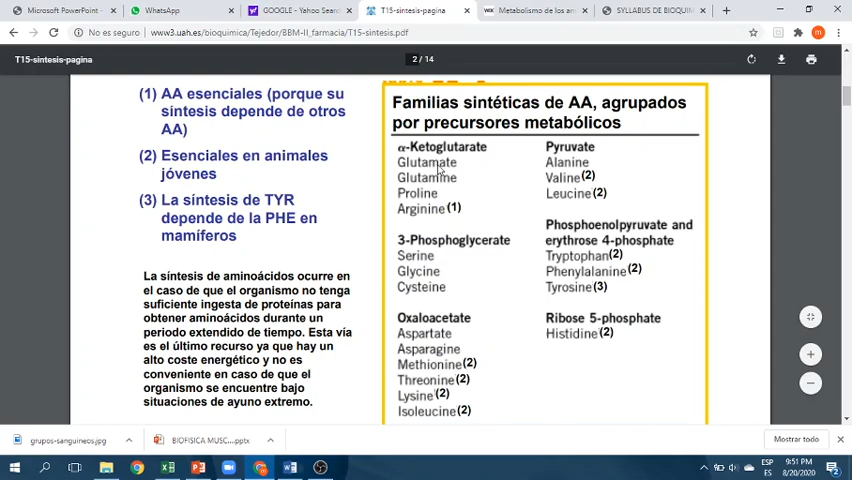 Microsoft PowerPoint -
WhatsApp
GOOGLE - Yahoo Sear
T15-sintesis-pagina
Metabolismo de los an
SYLLABUS DE BIOQUIM
No es seguro
www3.uah.es/bioquimica/Tejedor/BBM-II_farmacia/T15-sintesis.pdf
T15-sintesis-pagina
2 / 14
(1) AA esenciales (porque su
síntesis depende de otros
AA)
(2) Esenciales en animales
jóvenes
(3) La síntesis de TYR
depende de la PHE en
mamíferos
La síntesis de aminoácidos ocurre en
el caso de que el organismo no tenga
suficiente ingesta de proteínas para
obtener aminoácidos durante un
periodo extendido de tiempo. Esta vía
es el último recurso ya que hay un
alto coste energético y no es
conveniente en caso de que el
organismo se encuentre bajo
situaciones de ayuno extremo.
Familias sintéticas de AA, agrupados
por precursores metabólicos
α-Ketoglutarate
Glutamate
Glutamine
Proline
Arginine (1)
3-Phosphoglycerate
Serine
Glycine
Cysteine
Oxaloacetate
Aspartate
Asparagine
Methionine (2)
Threonine (2)
Lysine (2)
Isoleucine (2)
Pyruvate
Alanine
Valine (2)
Leucine (2)
Phosphoenolpyruvate and
erythrose 4-phosphate
Tryptophan (2)
Phenylalanine (2)
Tyrosine (3)
Ribose 5-phosphate
Histidine (2)
grupos-sanguineos.jpg
BIOFISICA MUSC....pptx
Mostrar todo
ESP
ES
9:51 PM
8/20/2020
2